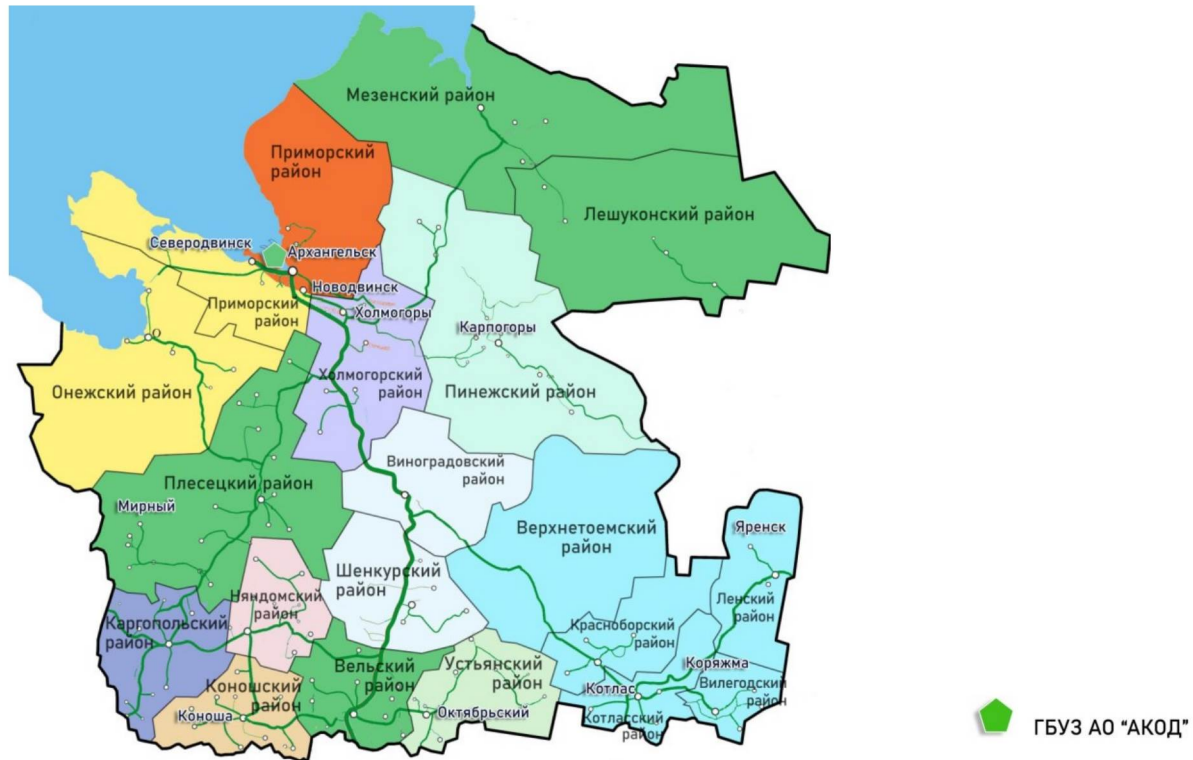 Мезенский район
Приморский
район
Лешуконский район
Северодвинск
Архангельск
Новодвинск
Приморский
район
Холмогоры
Карпогоры
Холмогорский
район
Онежский район
Пинежский район
Виноградовский
район
Плесецкий район
Мирный
Верхнетоемский
район
Яренск
Шенкурский
район
Няндомский
район
Ленский
район
Каргопольский
район
Красноборский
район
Вельский
район
Устьянский
район
Коряжма
Коношский
район
Котлас
Вилегодский
район
Коноша
Октябрьский
Котласский
район
ГБУЗ АО “АКОД”